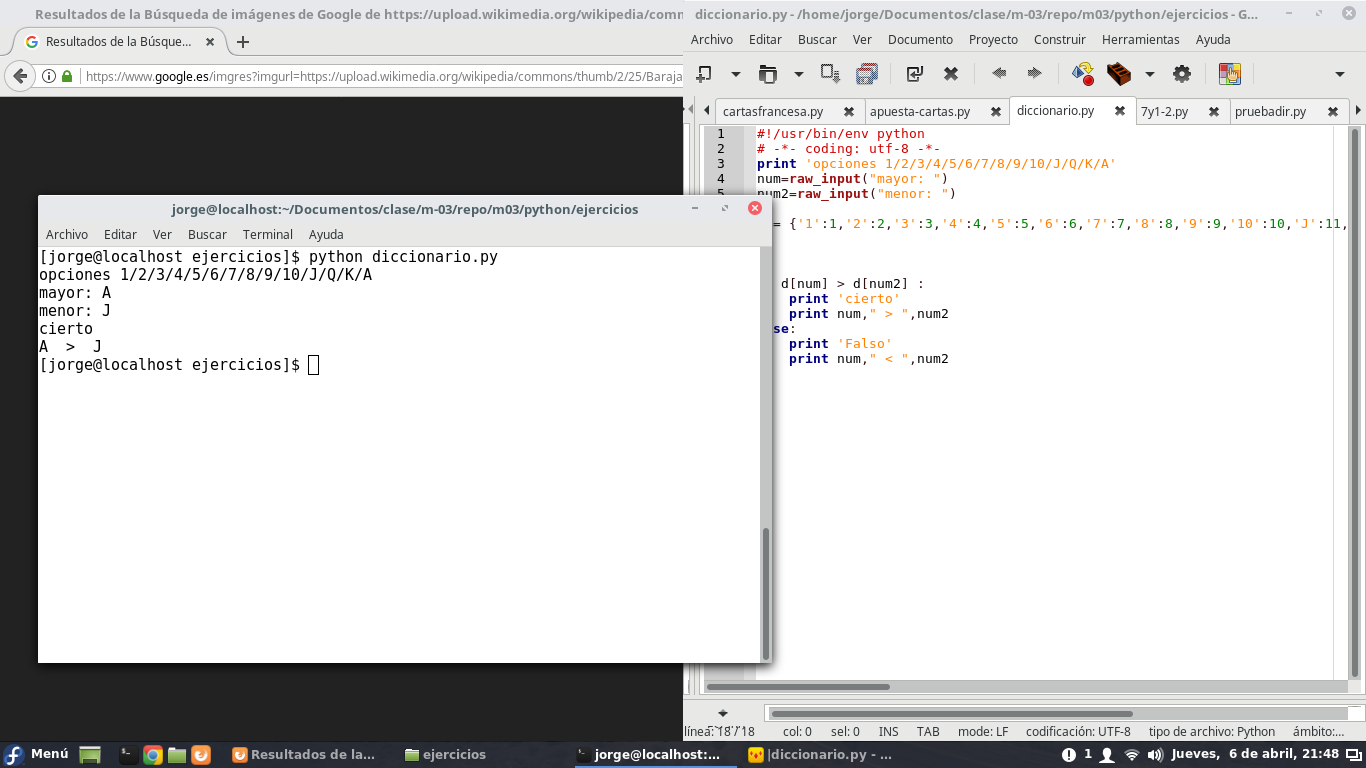 Resultados de la Búsqueda de imágenes de Google de https://upload.wikimedia.org/wikipedia/comm
Resultados de la Búsque...
https://www.google.es/imgres?imgurl=https://upload.wikimedia.org/wikipedia/commons/thumb/2/25/Baraja
diccionario.py - /home/jorge/Documentos/clase/m-03/repo/m03/python/ejercicios - G...
Archivo Editar Buscar Ver Documento Proyecto Construir Herramientas Ayuda
cartasfrancesa.py apuesta-cartas.py diccionario.py 7y1-2.py pruebadir.py
1 #!/usr/bin/env python
2 # -*- coding: utf-8 -*-
3 print 'opciones 1/2/3/4/5/6/7/8/9/10/J/Q/K/A'
4 num=raw_input("mayor: ")
5 num2=raw_input("menor: ")
= {'1':1,'2':2,'3':3,'4':4,'5':5,'6':6,'7':7,'8':8,'9':9,'10':10,'J':11,
d[num] > d[num2] :
print 'cierto'
print num," > ",num2
se:
print 'Falso'
print num," < ",num2
jorge@localhost:~/Documentos/clase/m-03/repo/m03/python/ejercicios
Archivo Editar Ver Buscar Terminal Ayuda
[jorge@localhost ejercicios]$ python diccionario.py
opciones 1/2/3/4/5/6/7/8/9/10/J/Q/K/A
mayor: A
menor: J
cierto
A  >  J
[jorge@localhost ejercicios]$
línea: 18 / 18 col: 0 sel: 0 INS TAB mode: LF codificación: UTF-8 tipo de archivo: Python ámbito:...
Menú Resultados de la... ejercicios jorge@localhost:... |diccionario.py - ... 1 Jueves, 6 de abril, 21:48